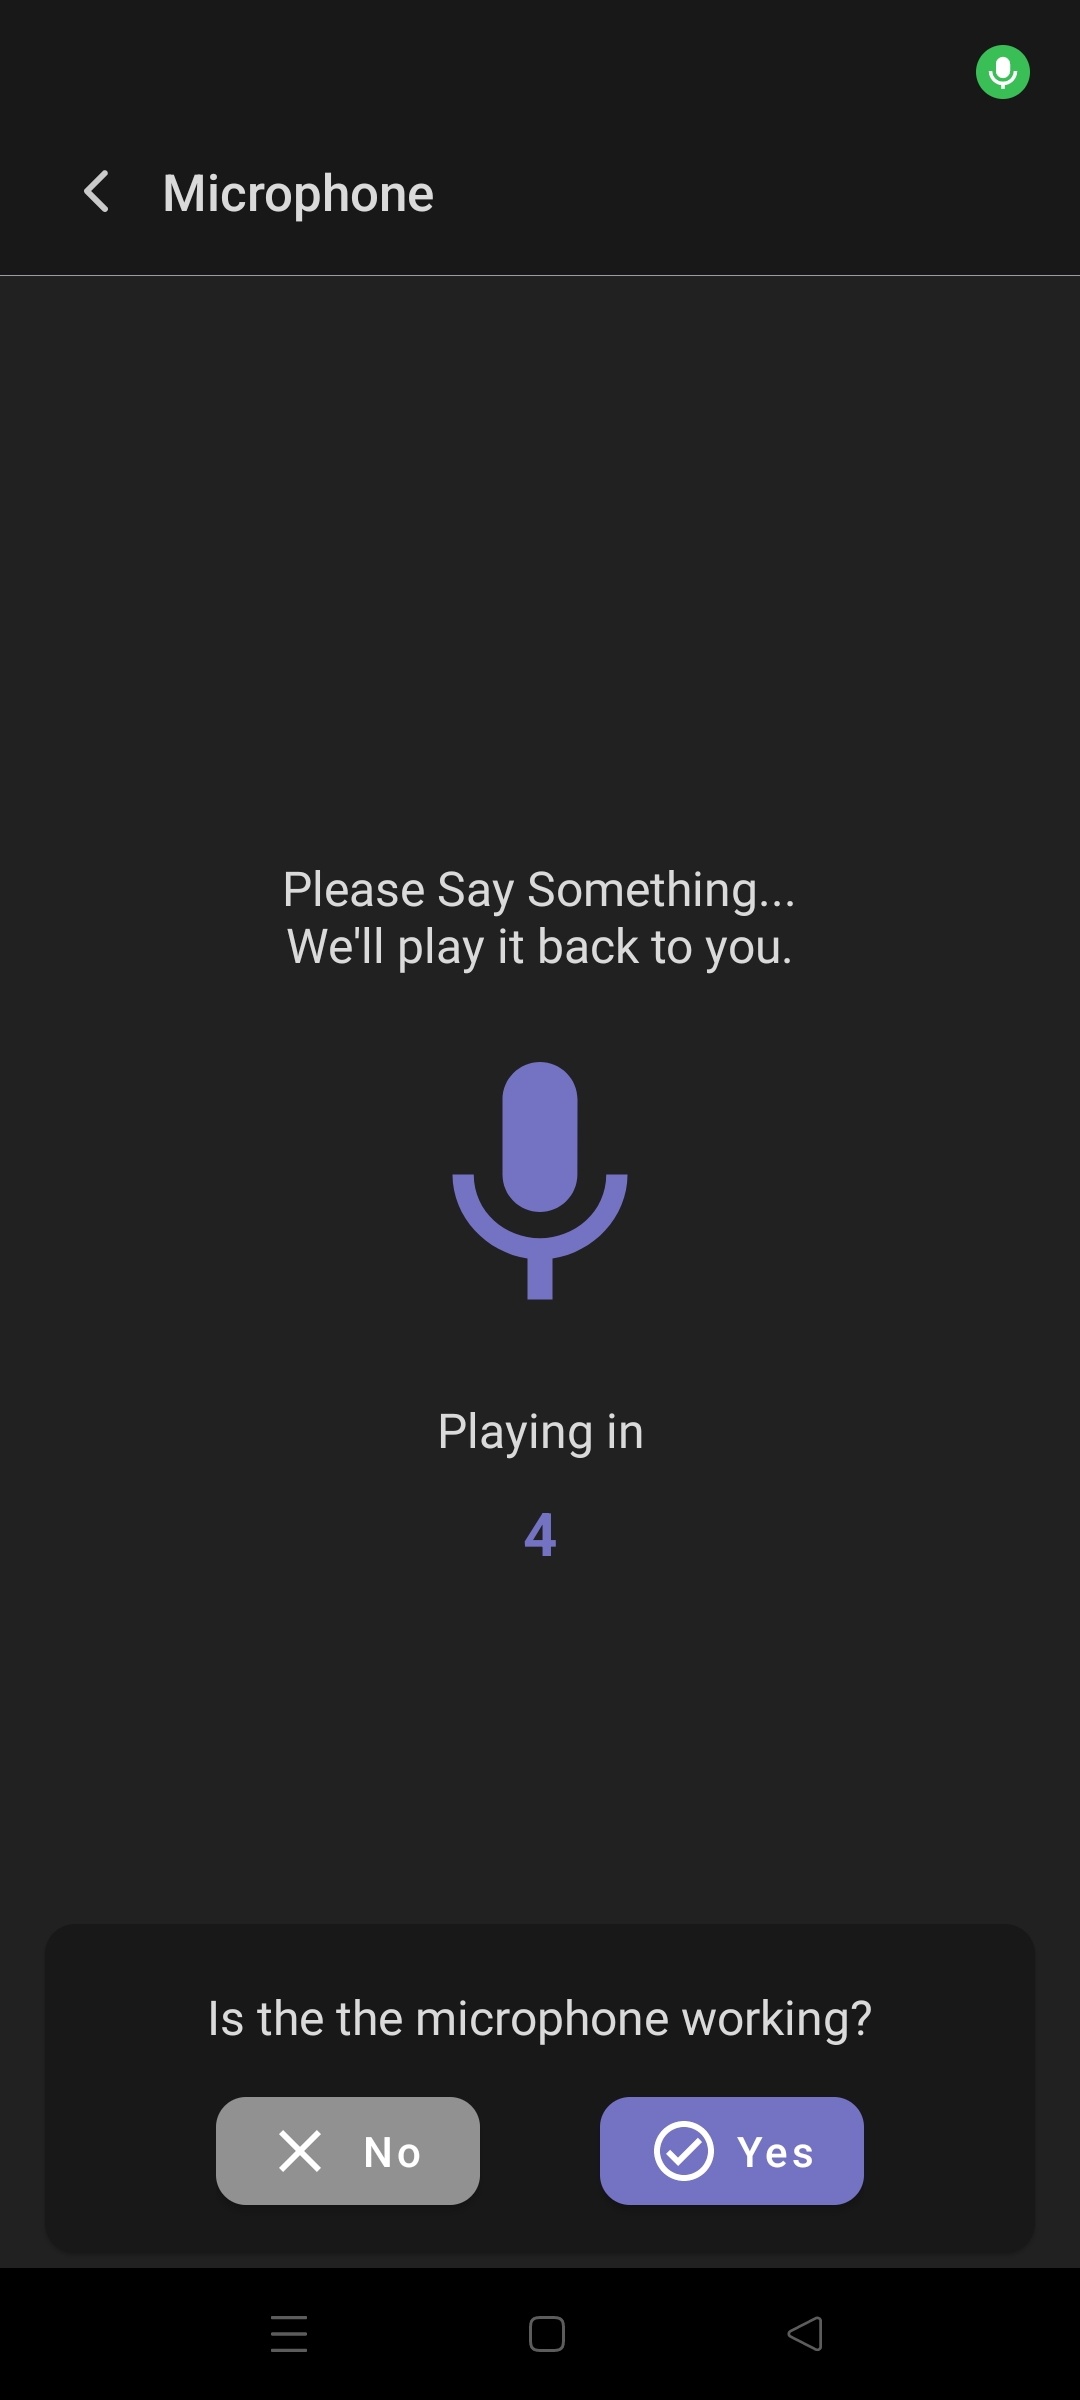 Microphone
Please Say Something...
We'll play it back to you.
Playing in
4
Is the the microphone working?
No
Yes